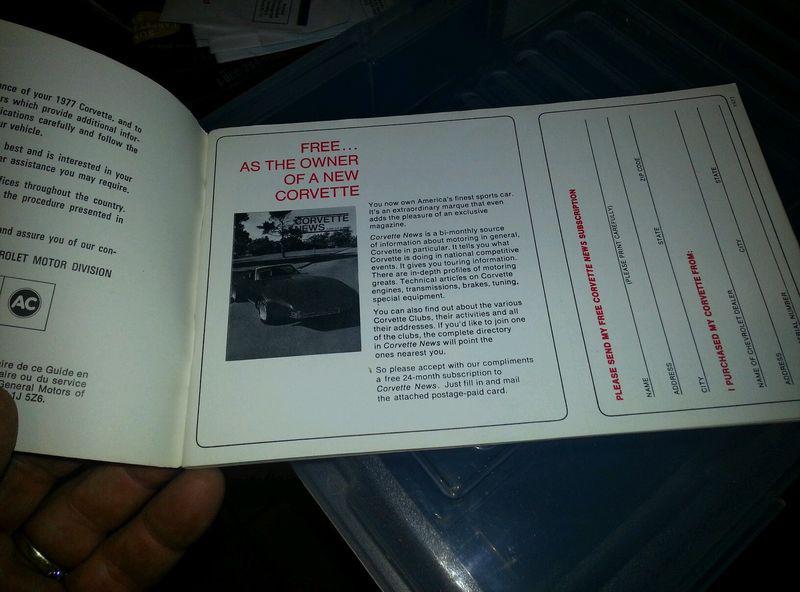 ance of your 1977 Corvette, and to
rs which provide additional infor-
ications carefully and follow the
ur vehicle.
best and is interested in your
er assistance you may require.
fices throughout the country.
the procedure presented in
and assure you of our con-
ROLET MOTOR DIVISION
AC
ire de ce Guide en
aire ou du service
General Motors of
1J 5Z6.
FREE...
AS THE OWNER
OF A NEW
CORVETTE
CORVETTE
NEWS
You now own America's finest sports car.
It's an extraordinary marque that even
adds the pleasure of an exclusive
magazine.
Corvette News is a bi-monthly source
of information about motoring in general,
Corvette in particular. It tells you what
Corvette is doing in national competitive
events. It gives you touring information.
There are in-depth profiles of motoring
greats. Technical articles on Corvette
engines, transmissions, brakes, tuning,
special equipment.
You can also find out about the various
Corvette Clubs, their activities and all
their addresses. If you'd like to join one
of the clubs, the complete directory
in Corvette News will point the
ones nearest you.
So please accept with our compliments
a free 24-month subscription to
Corvette News. Just fill in and mail
the attached postage-paid card.
PLEASE SEND MY FREE CORVETTE NEWS SUBSCRIPTION
(PLEASE PRINT CAREFULLY)
NAME
ADDRESS STATE ZIP CODE
CITY
I PURCHASED MY CORVETTE FROM:
NAME OF CHEVROLET DEALER
ADDRESS CITY STATE
SERIAL NUMBER